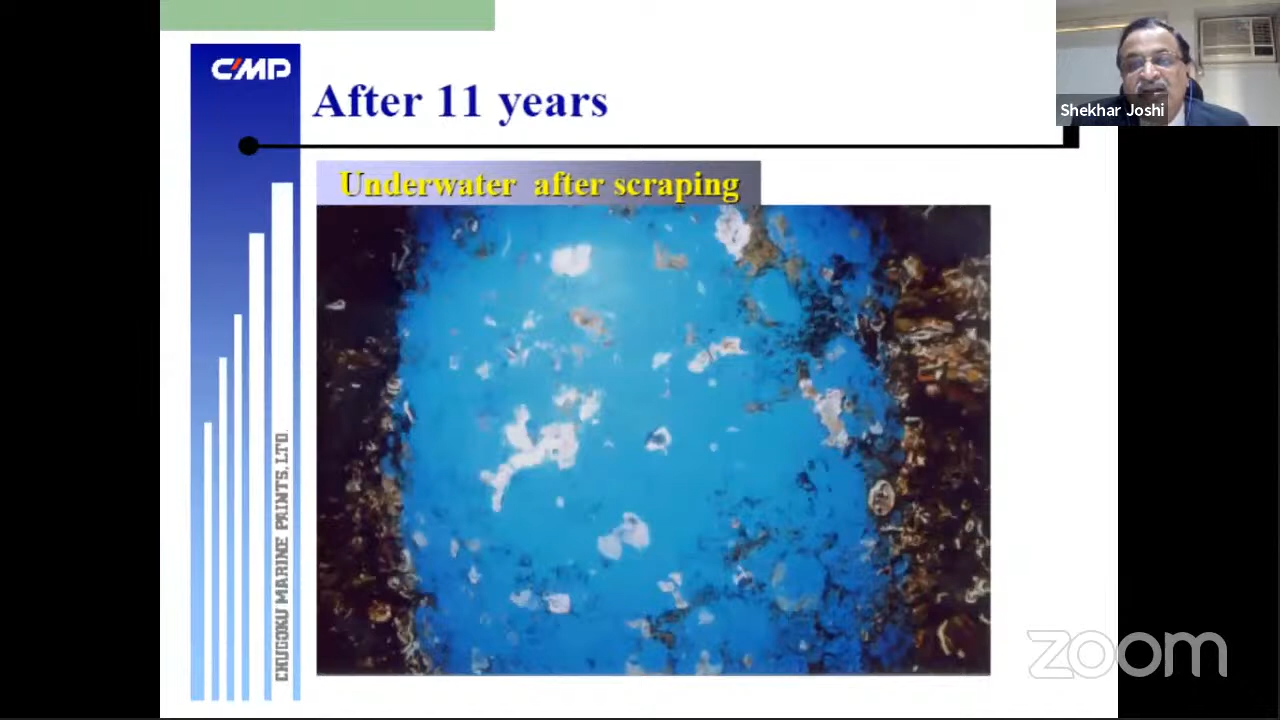 CMP
After 11 years
Shekhar Joshi
Underwater after scraping
CHUGOKU MARINE PAINTS, LTD.
zoom